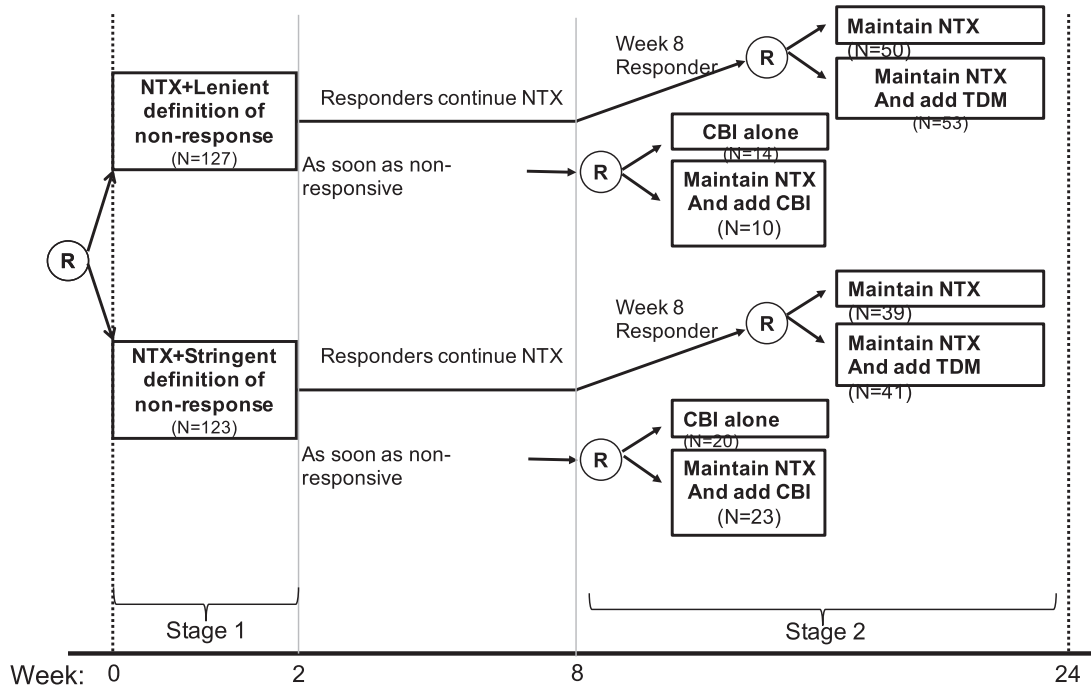 Maintain NTX
(N=50)
Week 8
Responder
R
Maintain NTX
And add TDM
(N=53)
NTX+Lenient
definition of
non-response
(N=127)
Responders continue NTX
CBI alone
(N=14)
As soon as non-
responsive
R
Maintain NTX
And add CBI
(N=10)
R
Maintain NTX
(N=39)
Week 8
Responder
R
Maintain NTX
And add TDM
(N=41)
NTX+Stringent
definition of
non-response
(N=123)
Responders continue NTX
CBI alone
(N=20)
As soon as non-
responsive
R
Maintain NTX
And add CBI
(N=23)
Stage 1
Stage 2
Week: 0 2 8 24